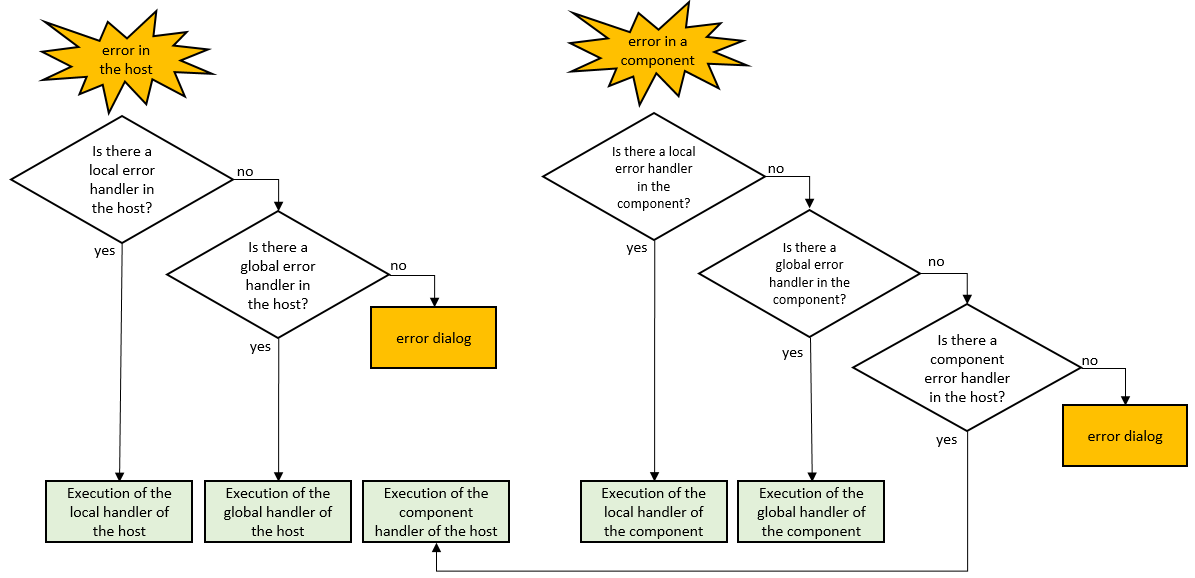 error in
the host
Is there a
local error
handler in
the host?
no
yes
Is there a
global error
handler in
the host?
no
yes
error dialog
Execution of the
local handler of
the host
Execution of the
global handler of
the host
Execution of the
component
handler of the host
error in a
component
Is there a local
error handler
in the
component?
no
yes
Is there a
global error
handler in the
component?
no
yes
Is there a
component
error handler
in the host?
no
yes
error dialog
Execution of the
local handler of
the component
Execution of the
global handler of
the component